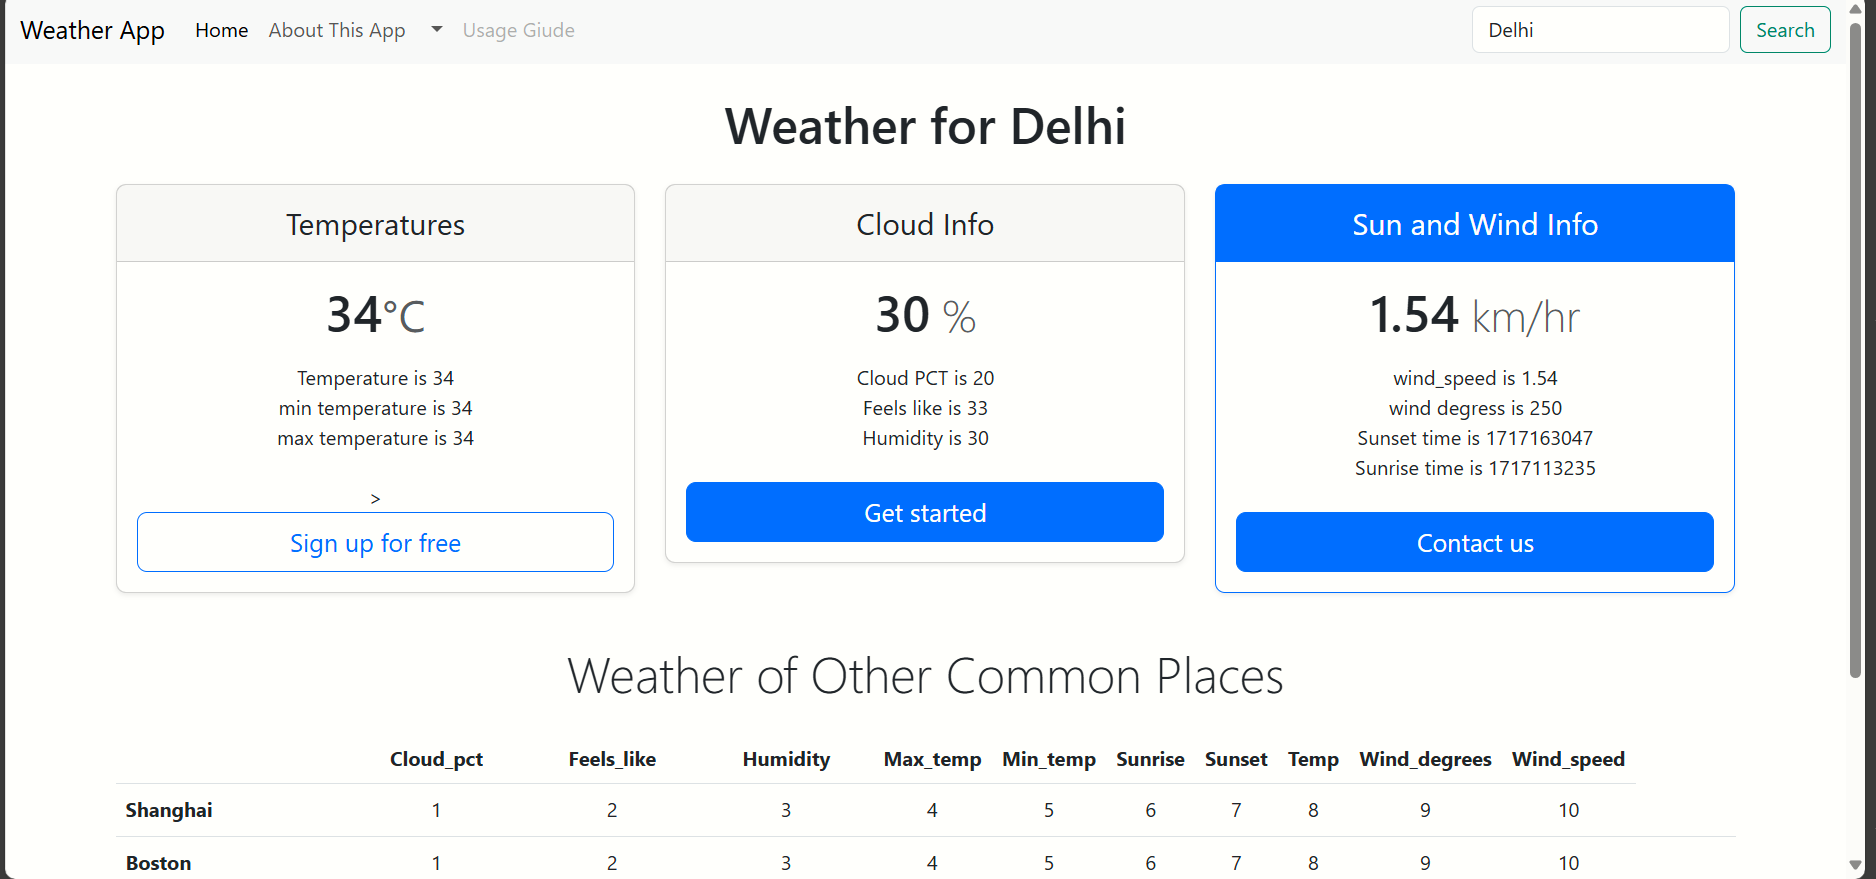 Weather App Home About This App Usage Giude Delhi Search
Weather for Delhi
Temperatures
34°C
Temperature is 34
min temperature is 34
max temperature is 34
>
Sign up for free
Cloud Info
30 %
Cloud PCT is 20
Feels like is 33
Humidity is 30
Get started
Sun and Wind Info
1.54 km/hr
wind_speed is 1.54
wind degress is 250
Sunset time is 1717163047
Sunrise time is 1717113235
Contact us
Weather of Other Common Places
Cloud_pct Feels_like Humidity Max_temp Min_temp Sunrise Sunset Temp Wind_degrees Wind_speed
Shanghai 1 2 3 4 5 6 7 8 9 10
Boston 1 2 3 4 5 6 7 8 9 10